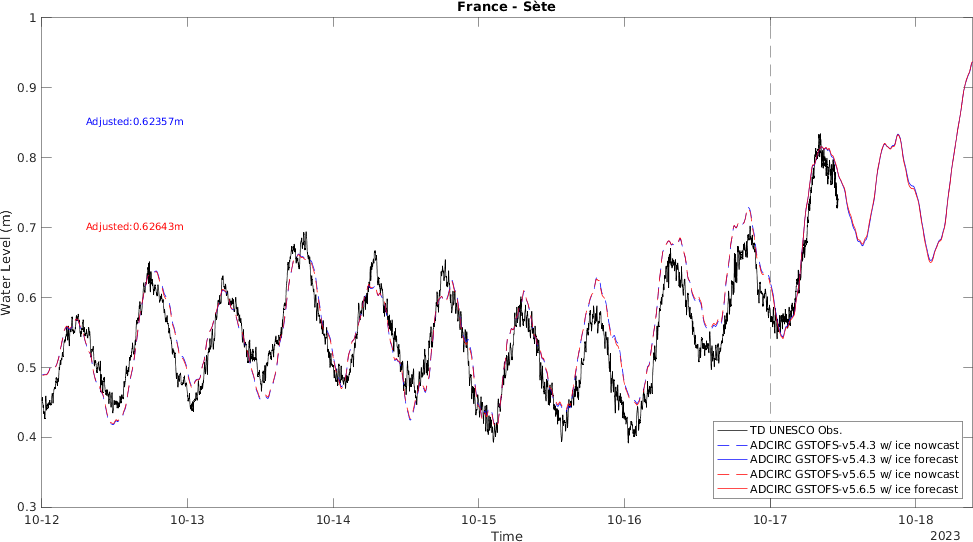 France - Sète
1
0.9
0.8
0.7
0.6
0.5
0.4
0.3
Water Level (m)
Adjusted:0.62357m
Adjusted:0.62643m
TD UNESCO Obs.
ADCIRC GSTOFS-v5.4.3 w/ ice nowcast
ADCIRC GSTOFS-v5.4.3 w/ ice forecast
ADCIRC GSTOFS-v5.6.5 w/ ice nowcast
ADCIRC GSTOFS-v5.6.5 w/ ice forecast
10-12 10-13 10-14 10-15 10-16 10-17 10-18
Time
2023